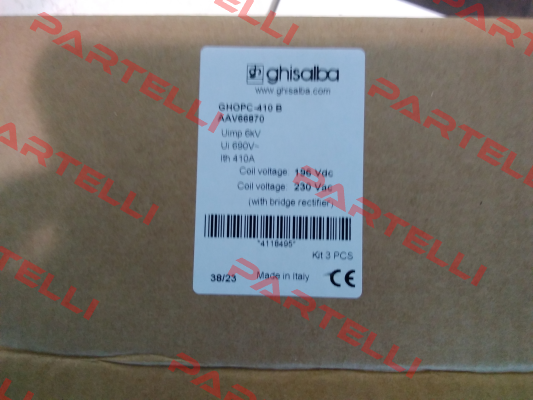 ghisalba
www.ghisalba.com
GHOPC-410 B
AAV66870
Uimp 6kV
Ui 690V~
Ith 410A
Coil voltage: 196 Vdc
Coil voltage: 230 Vac
(with bridge rectifier)
*4116495*
Kit 3 PCS
38/23 Made in Italy CE
PARTELLI
PARTELLI
PARTELLI
PARTELLI
PARTELLI
PARTELLI